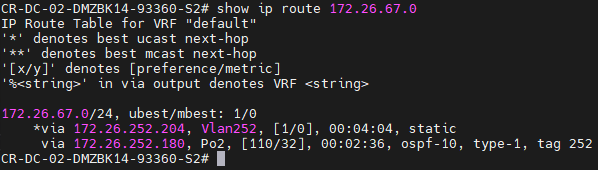 CR-DC-02-DMZBK14-93360-S2# show ip route 172.26.67.0
IP Route Table for VRF "default"
'*' denotes best ucast next-hop
'**' denotes best mcast next-hop
'[x/y]' denotes [preference/metric]
'%<string>' in via output denotes VRF <string>
172.26.67.0/24, ubest/mbest: 1/0
*via 172.26.252.204, Vlan252, [1/0], 00:04:04, static
via 172.26.252.180, Po2, [110/32], 00:02:36, ospf-10, type-1, tag 252
CR-DC-02-DMZBK14-93360-S2#